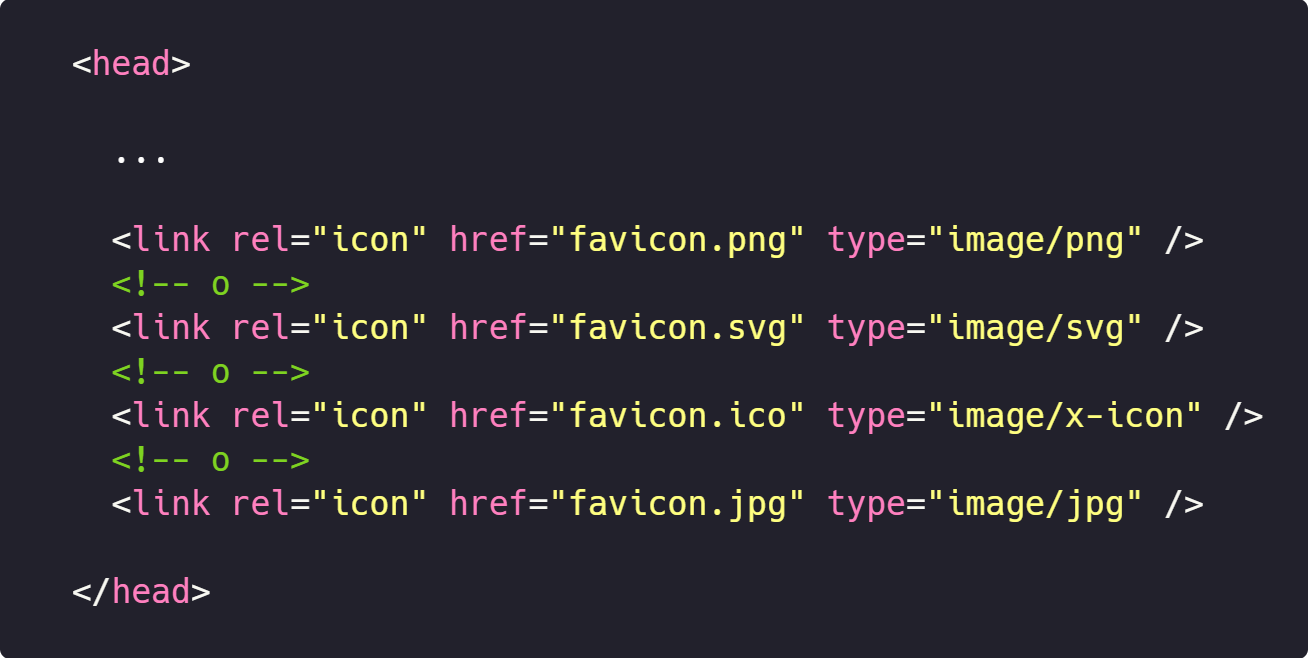 <head>
...
<link rel="icon" href="favicon.png" type="image/png" />
<!-- o -->
<link rel="icon" href="favicon.svg" type="image/svg" />
<!-- o -->
<link rel="icon" href="favicon.ico" type="image/x-icon" />
<!-- o -->
<link rel="icon" href="favicon.jpg" type="image/jpg" />
</head>